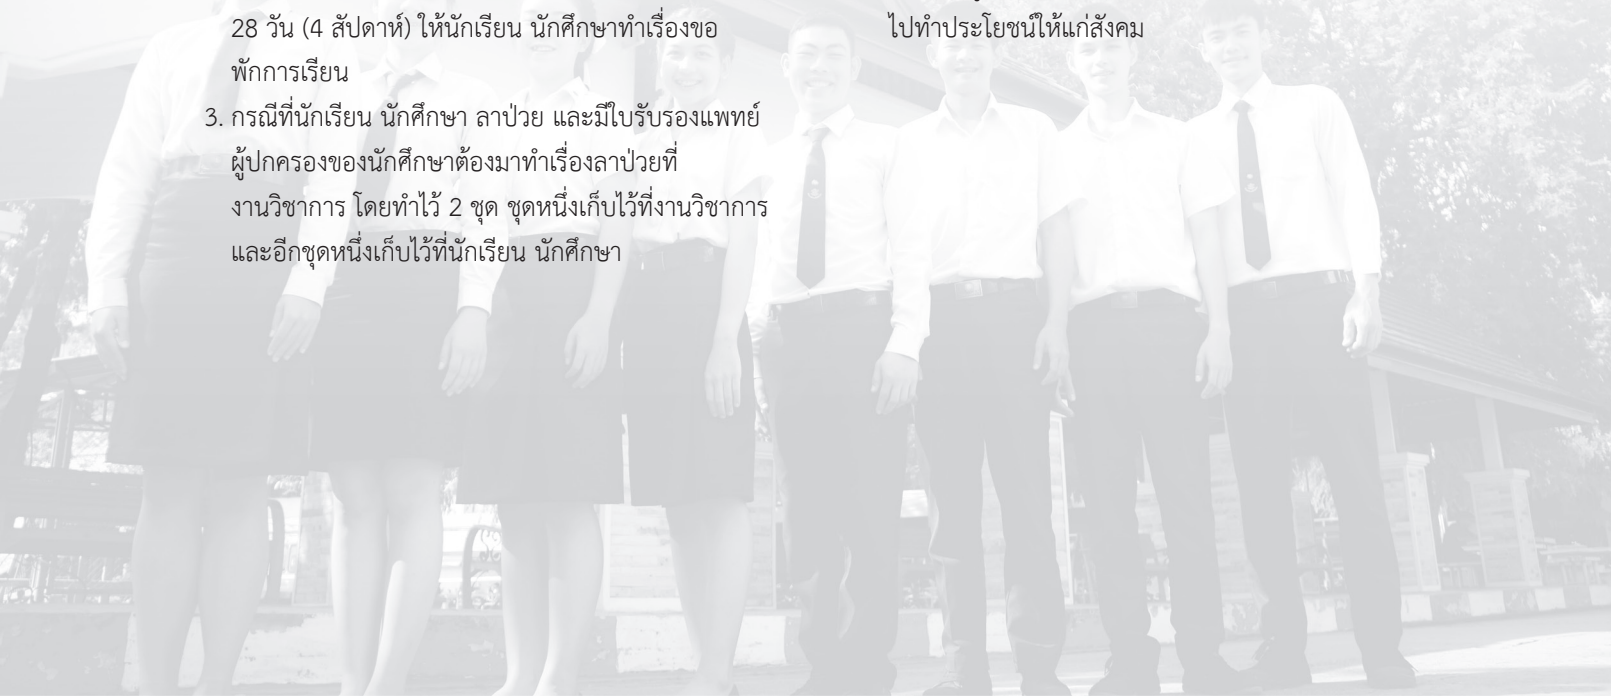 28 วัน (4 สัปดาห์) ให้นักเรียน นักศึกษาทำเรื่องขอ
พักการเรียน
3. กรณีที่นักเรียน นักศึกษา ลาป่วย และมีใบรับรองแพทย์
ผู้ปกครองของนักศึกษาต้องมาทำเรื่องลาป่วยที่
งานวิชาการ โดยทำไว้ 2 ชุด ชุดหนึ่งเก็บไว้ที่งานวิชาการ
และอีกชุดหนึ่งเก็บไว้ที่นักเรียน นักศึกษา
ไปทำประโยชน์ให้แก่สังคม